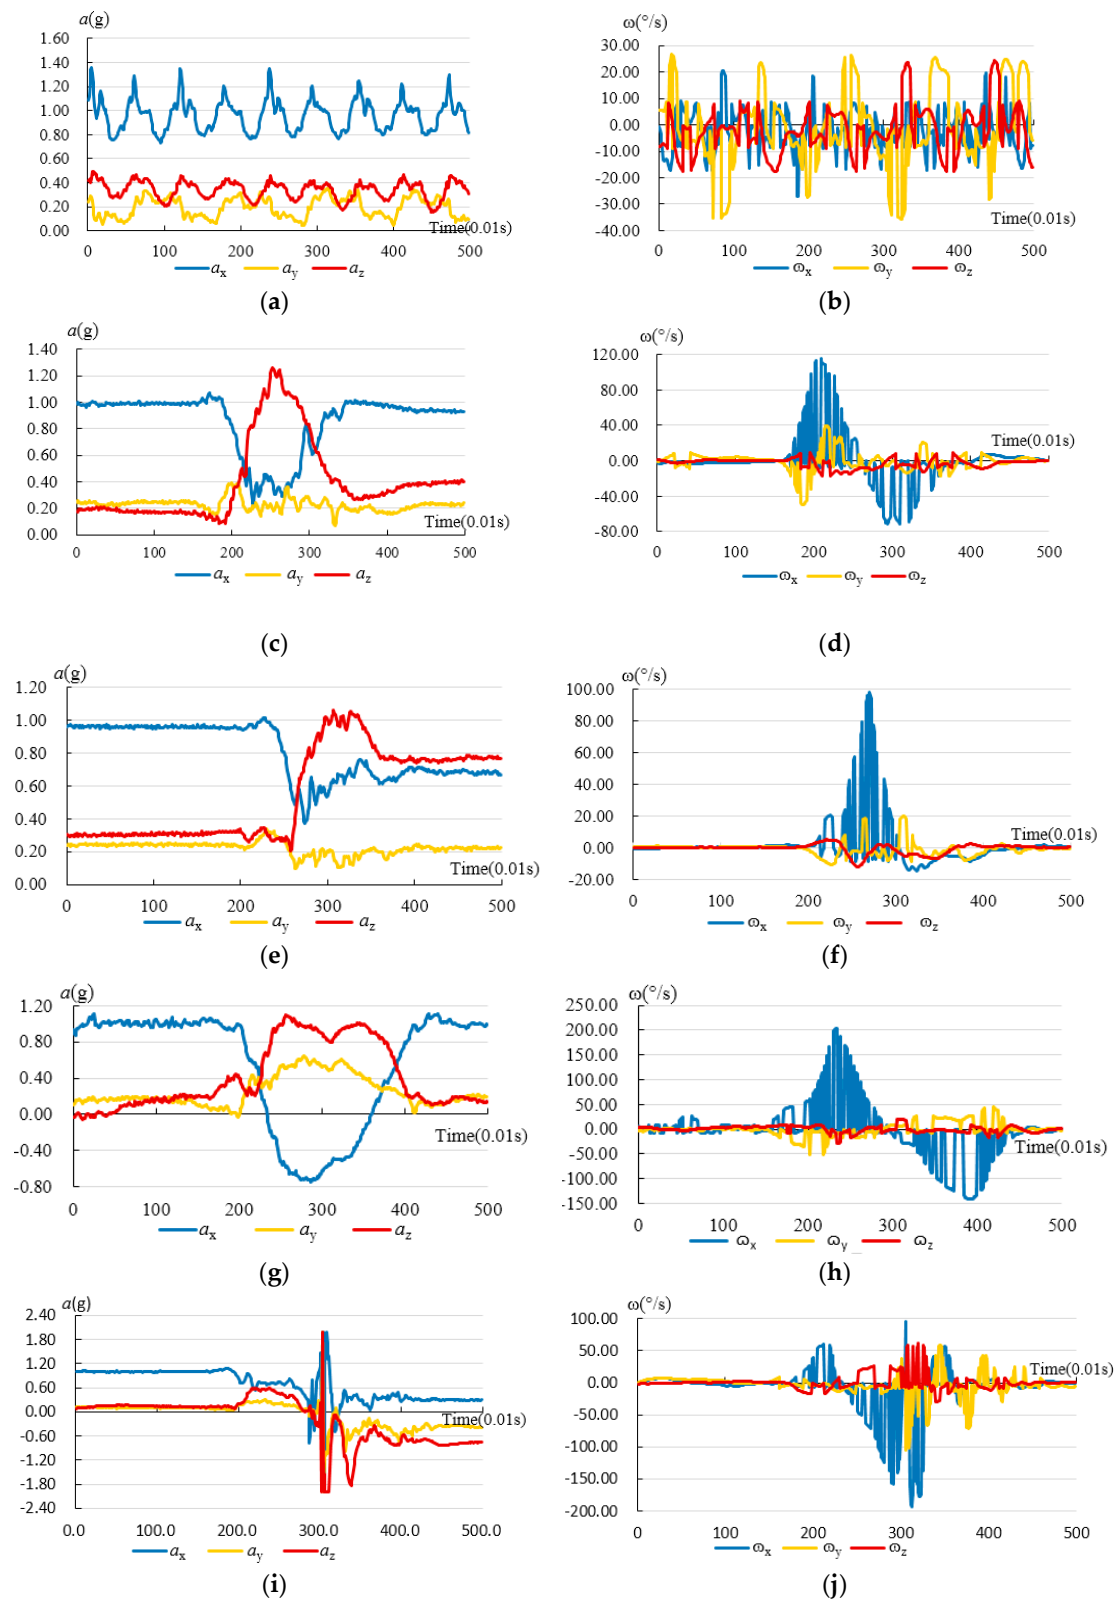 a(g)
1.60
1.40
1.20
1.00
0.80
0.60
0.40
0.20
0.00
Time(0.01s)
0 100 200 300 400 500
ax ay az
(a)
ω(°/s)
30.00
20.00
10.00
0.00
-10.00
-20.00
-30.00
-40.00
Time(0.01s)
0 100 200 300 400 500
ωx ωy ωz
(b)
a(g)
1.40
1.20
1.00
0.80
0.60
0.40
0.20
0.00
Time(0.01s)
0 100 200 300 400 500
ax ay az
(c)
ω(°/s)
120.00
80.00
40.00
0.00
-40.00
-80.00
Time(0.01s)
0 100 200 300 400 500
ωx ωy ωz
(d)
a(g)
1.20
1.00
0.80
0.60
0.40
0.20
0.00
Time(0.01s)
0 100 200 300 400 500
ax ay az
(e)
ω(°/s)
100.00
80.00
60.00
40.00
20.00
0.00
-20.00
Time(0.01s)
0 100 200 300 400 500
ωx ωy ωz
(f)
a(g)
1.20
0.80
0.40
0.00
-0.40
-0.80
Time(0.01s)
0 100 200 300 400 500
ax ay az
(g)
ω(°/s)
250.00
200.00
150.00
100.00
50.00
0.00
-50.00
-100.00
-150.00
Time(0.01s)
0 100 200 300 400 500
ωx ωy ωz
(h)
a(g)
2.40
1.80
1.20
0.60
0.00
-0.60
-1.20
-1.80
-2.40
Time(0.01s)
0.0 100.0 200.0 300.0 400.0 500.0
ax ay az
(i)
ω(°/s)
100.00
50.00
0.00
-50.00
-100.00
-150.00
-200.00
Time(0.01s)
0 100 200 300 400 500
ωx ωy ωz
(j)